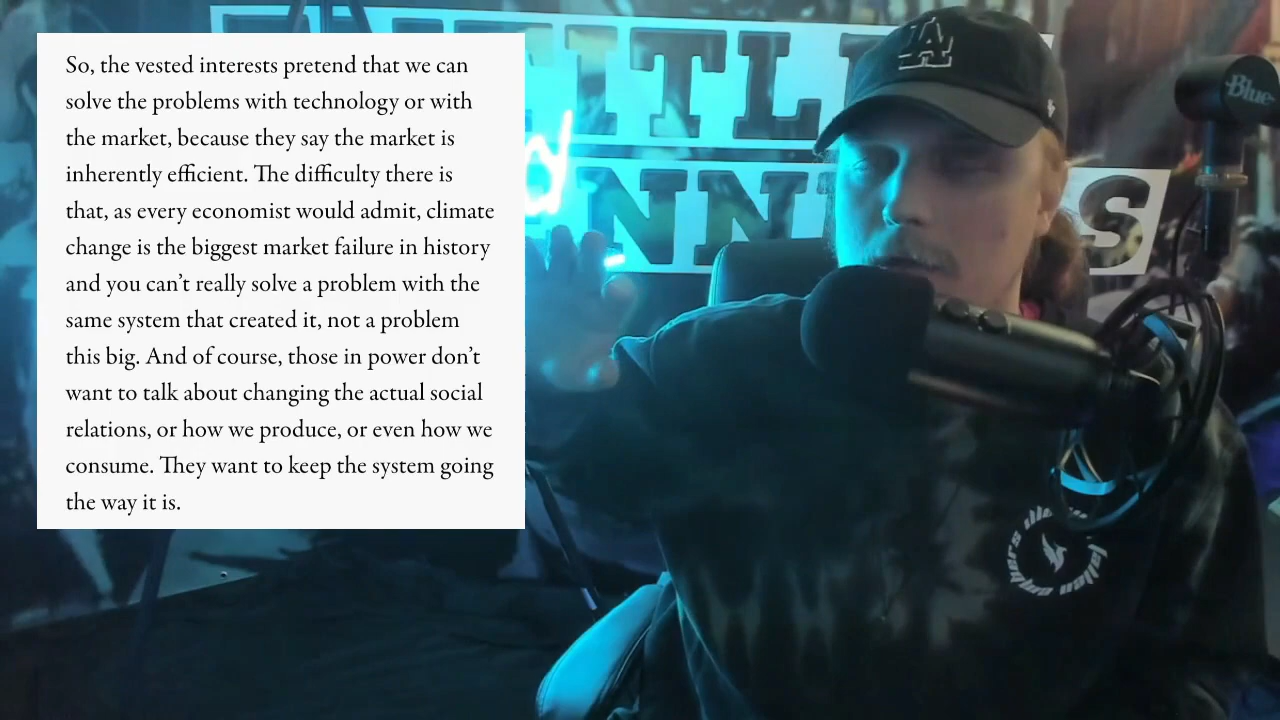 So, the vested interests pretend that we can
solve the problems with technology or with
the market, because they say the market is
inherently efficient. The difficulty there is
that, as every economist would admit, climate
change is the biggest market failure in history
and you can’t really solve a problem with the
same system that created it, not a problem
this big. And of course, those in power don’t
want to talk about changing the actual social
relations, or how we produce, or even how we
consume. They want to keep the system going
the way it is.
LA
Blue